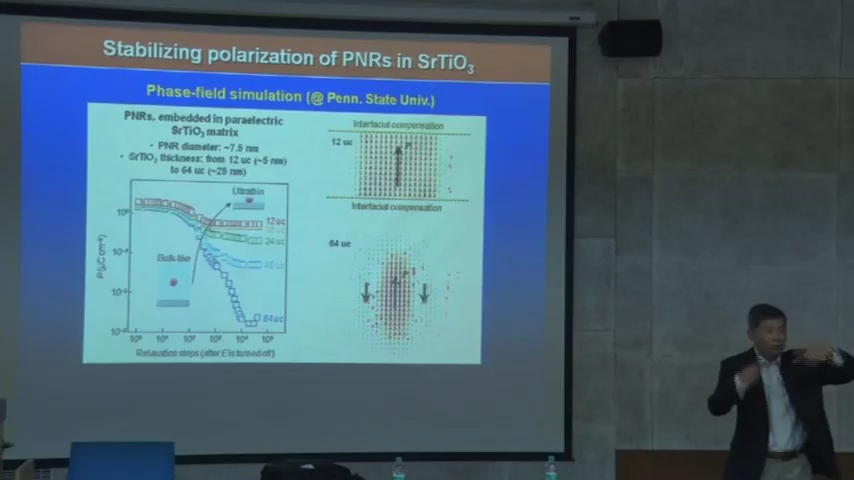 Stabilizing polarization of PNRs in SrTiO3
Phase-field simulation (@ Penn. State Univ.)
PNRs, embedded in paraelectric
SrTiO3 matrix
• PNR diameter: ~7.5 nm
• SrTiO3 thickness: from 12 uc (~5 nm)
to 64 uc (~25 nm)
Ultrathin
Bulk-like
12 uc
24 uc
64 uc
P (μC cm-2)
Relaxation steps (after E is turned off)
Interfacial compensation
12 uc
P
Interfacial compensation
64 uc
P